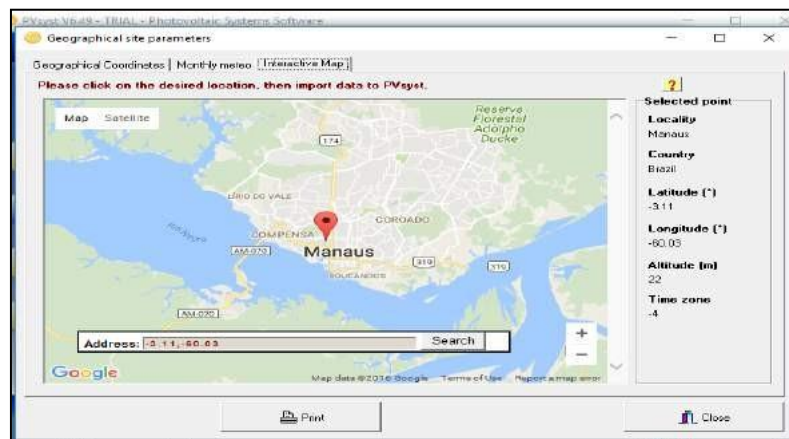 PVsyst V6.49 - TRIAL - Photovoltaic Systems Software
Geographical site parameters
Geographical Coordinates Monthly meteo Interactive Map
Please click on the desired location, then import data to PVsyst.
?
Map Satellite
Reserva
Florestal
Adolpho
Ducke
174
LÍRIO DO VALE
COROADO
COMPENSA
Rio Negro
AM-070
Manaus
319
319
EDUCANDOS
AM-070
Address: -3.11,-60.03 Search
+
−
Google
Map data ©2016 Google Terms of Use Report a map error
Selected point
Locality
Manaus
Country
Brazil
Latitude (°)
-3.11
Longitude (°)
-60.03
Altitude (m)
22
Time zone
-4
Print
Close